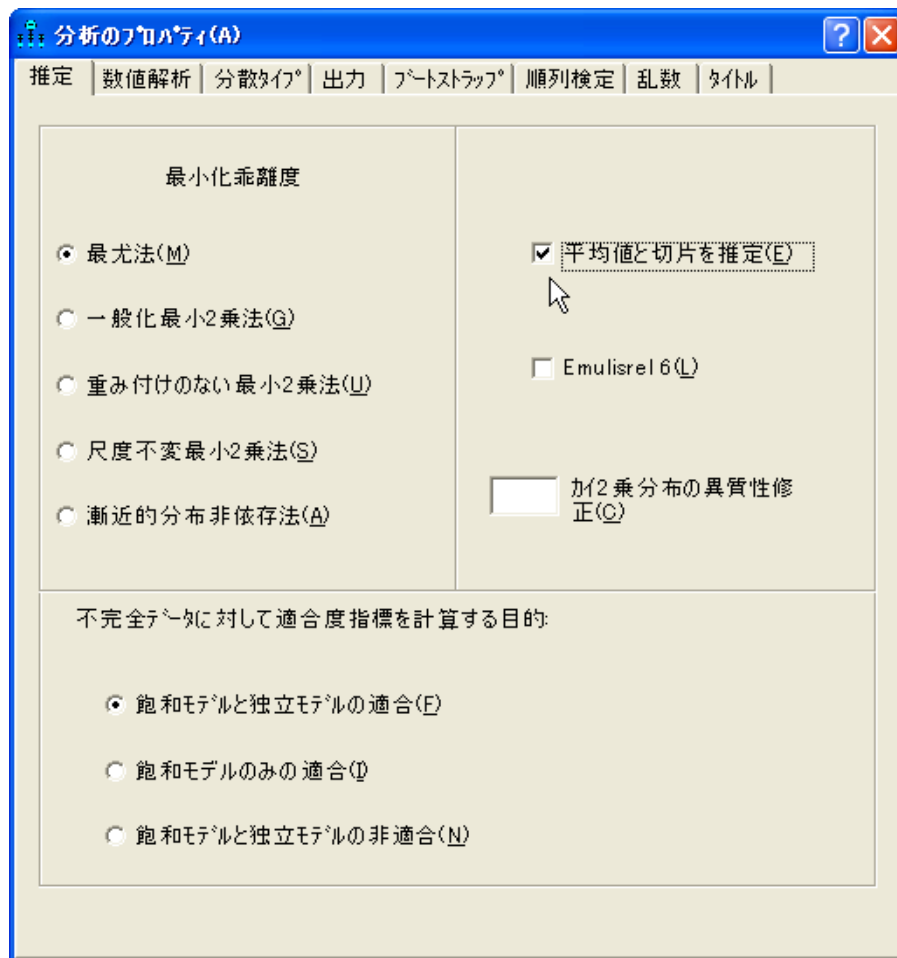 分析のﾌﾟﾛﾊﾟﾃｨ(A)
推定 数値解析 分散ﾀｲﾌﾟ 出力 ﾌﾞｰﾄｽﾄﾗｯﾌﾟ 順列検定 乱数 ﾀｲﾄﾙ
最小化乖離度
最尤法(M)
一般化最小2乗法(G)
重み付けのない最小2乗法(U)
尺度不変最小2乗法(S)
漸近的分布非依存法(A)
平均値と切片を推定(E)
Emulisrel6(L)
ｶｲ2乗分布の異質性修
正(C)
不完全ﾃﾞｰﾀに対して適合度指標を計算する目的:
飽和ﾓﾃﾞﾙと独立ﾓﾃﾞﾙの適合(F)
飽和モデルのみの適合(I)
飽和ﾓﾃﾞﾙと独立ﾓﾃﾞﾙの非適合(N)